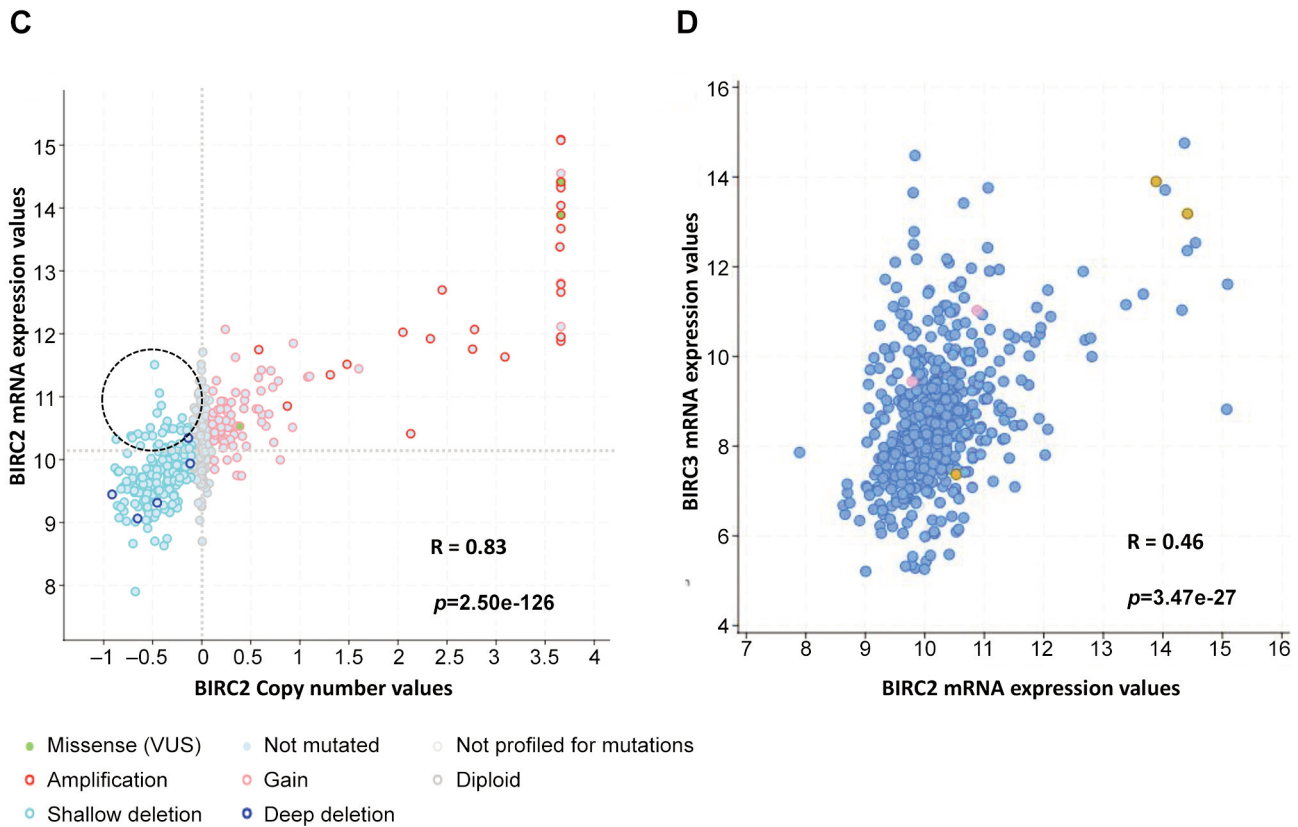 C
D
BIRC2 mRNA expression values
15
14
13
12
11
10
9
8
R = 0.83
p=2.50e-126
−1 −0.5 0 0.5 1 1.5 2 2.5 3 3.5 4
BIRC2 Copy number values
BIRC3 mRNA expression values
16
14
12
10
8
6
4
R = 0.46
p=3.47e-27
7 8 9 10 11 12 13 14 15 16
BIRC2 mRNA expression values
Missense (VUS) Not mutated Not profiled for mutations
Amplification Gain Diploid
Shallow deletion Deep deletion